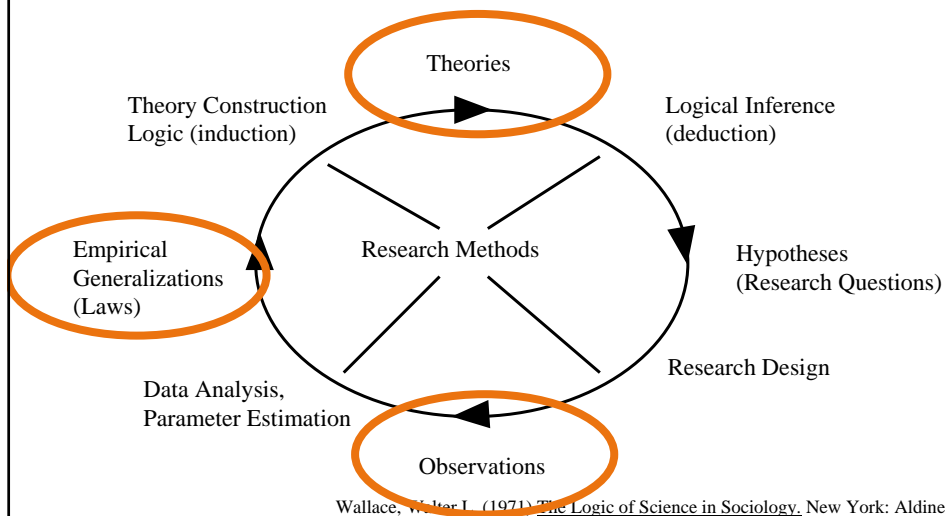 Theories
Theory Construction
Logic (induction)
Logical Inference
(deduction)
Empirical
Generalizations
(Laws)
Research Methods
Hypotheses
(Research Questions)
Research Design
Data Analysis,
Parameter Estimation
Observations
Wallace, Walter L. (1971) The Logic of Science in Sociology. New York: Aldine